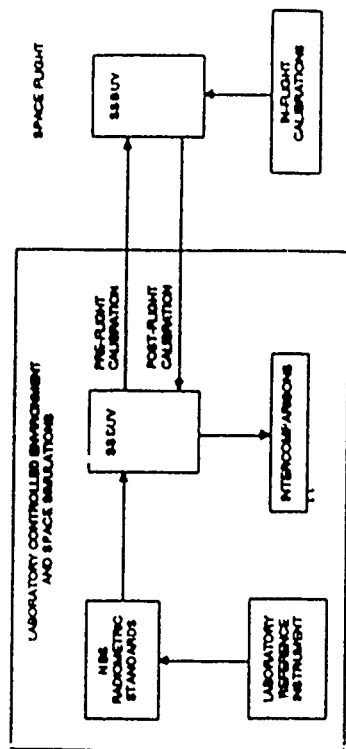 LABORATORY CONTROLLED ENVIRONMENT
AND SPACE SIMULATIONS
SPACE FLIGHT
NBS
RADIOMETRIC
STANDARDS
SSBUV
PRE-FLIGHT
CALIBRATION
POST-FLIGHT
CALIBRATION
SSBUV
LABORATORY
REFERENCE
INSTRUMENT
INTERCOMPARISONS
IN-FLIGHT
CALIBRATIONS